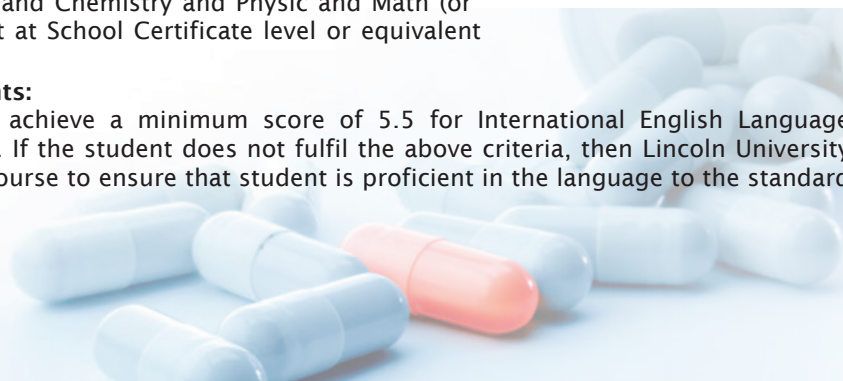 and Chemistry and Physic and Math (or
t at School Certificate level or equivalent
nts:
achieve a minimum score of 5.5 for International English Language
. If the student does not fulfil the above criteria, then Lincoln University
ourse to ensure that student is proficient in the language to the standard